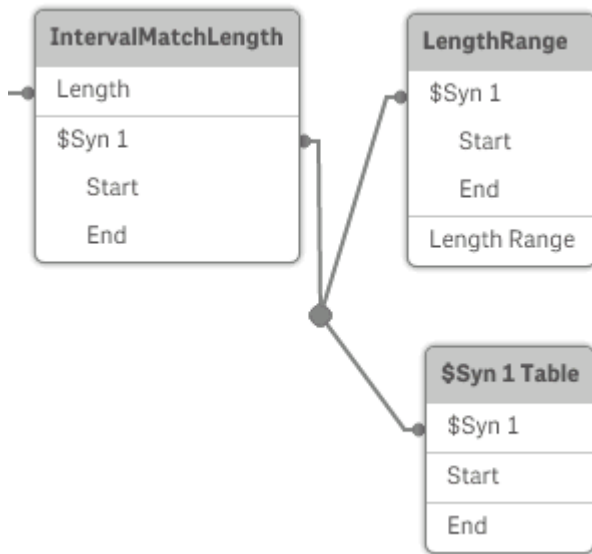 IntervalMatchLength
Length
$Syn 1
Start
End
LengthRange
$Syn 1
Start
End
Length Range
$Syn 1 Table
$Syn 1
Start
End